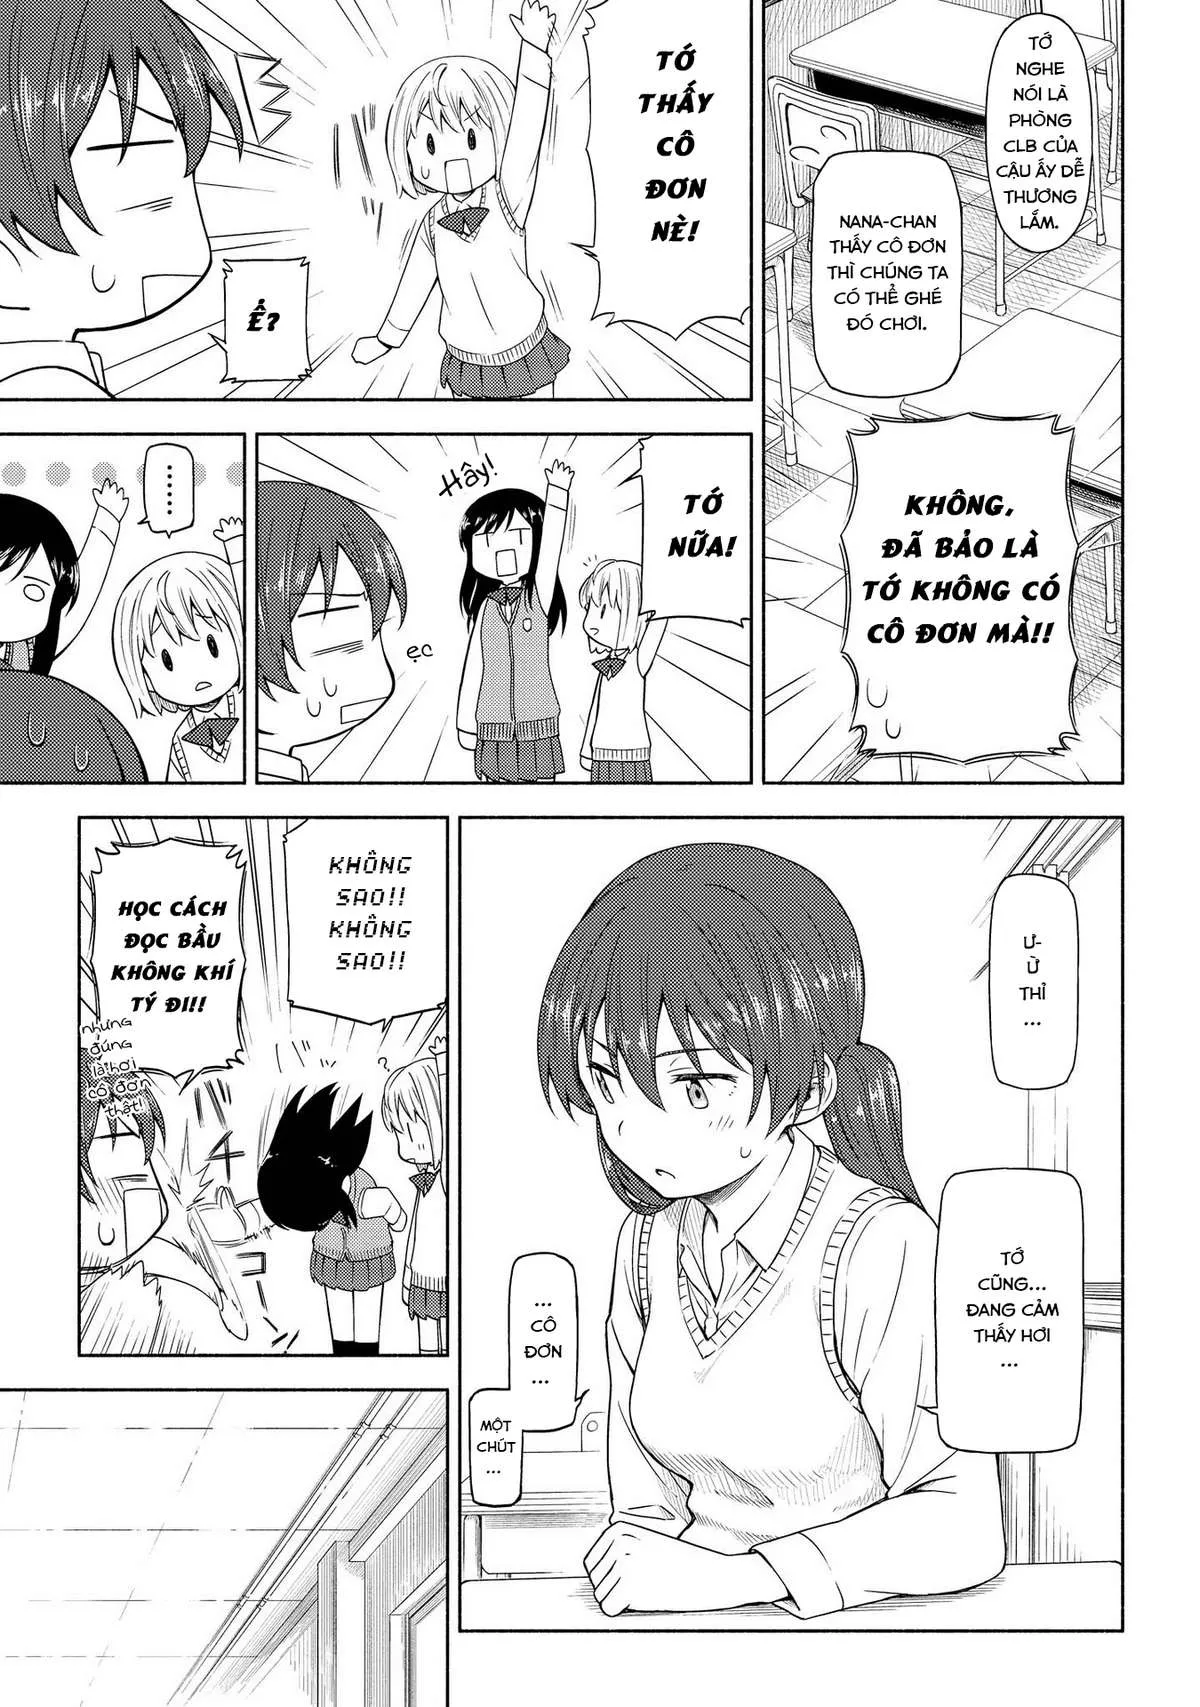 TỚ
NGHE
NÓI LÀ
PHÒNG
CLB CỦA
CẬU ẤY DỄ
THƯƠNG
LẮM.
NANA-CHAN
THẤY CÔ ĐƠN
THÌ CHÚNG TA
CÓ THỂ GHÉ
ĐÓ CHƠI.
KHÔNG,
ĐÃ BẢO LÀ
TỚ KHÔNG CÓ
CÔ ĐƠN MÀ!!
TỚ
THẤY
CÔ
ĐƠN
NÈ!
Ế?
TỚ
NỮA!
Hây!
ẹc
......
Ư-
Ừ THỈ
...
TỚ
CŨNG...
ĐANG CẢM
THẤY HƠI
...
...
CÔ
ĐƠN
...
MỘT
CHÚT
...
KHÔNG
SAO!!
KHÔNG
SAO!!
HỌC CÁCH
ĐỌC BẦU
KHÔNG KHÍ
TÝ ĐI!!
nhưng
đúng
là hơi
cô đơn
thật!
?